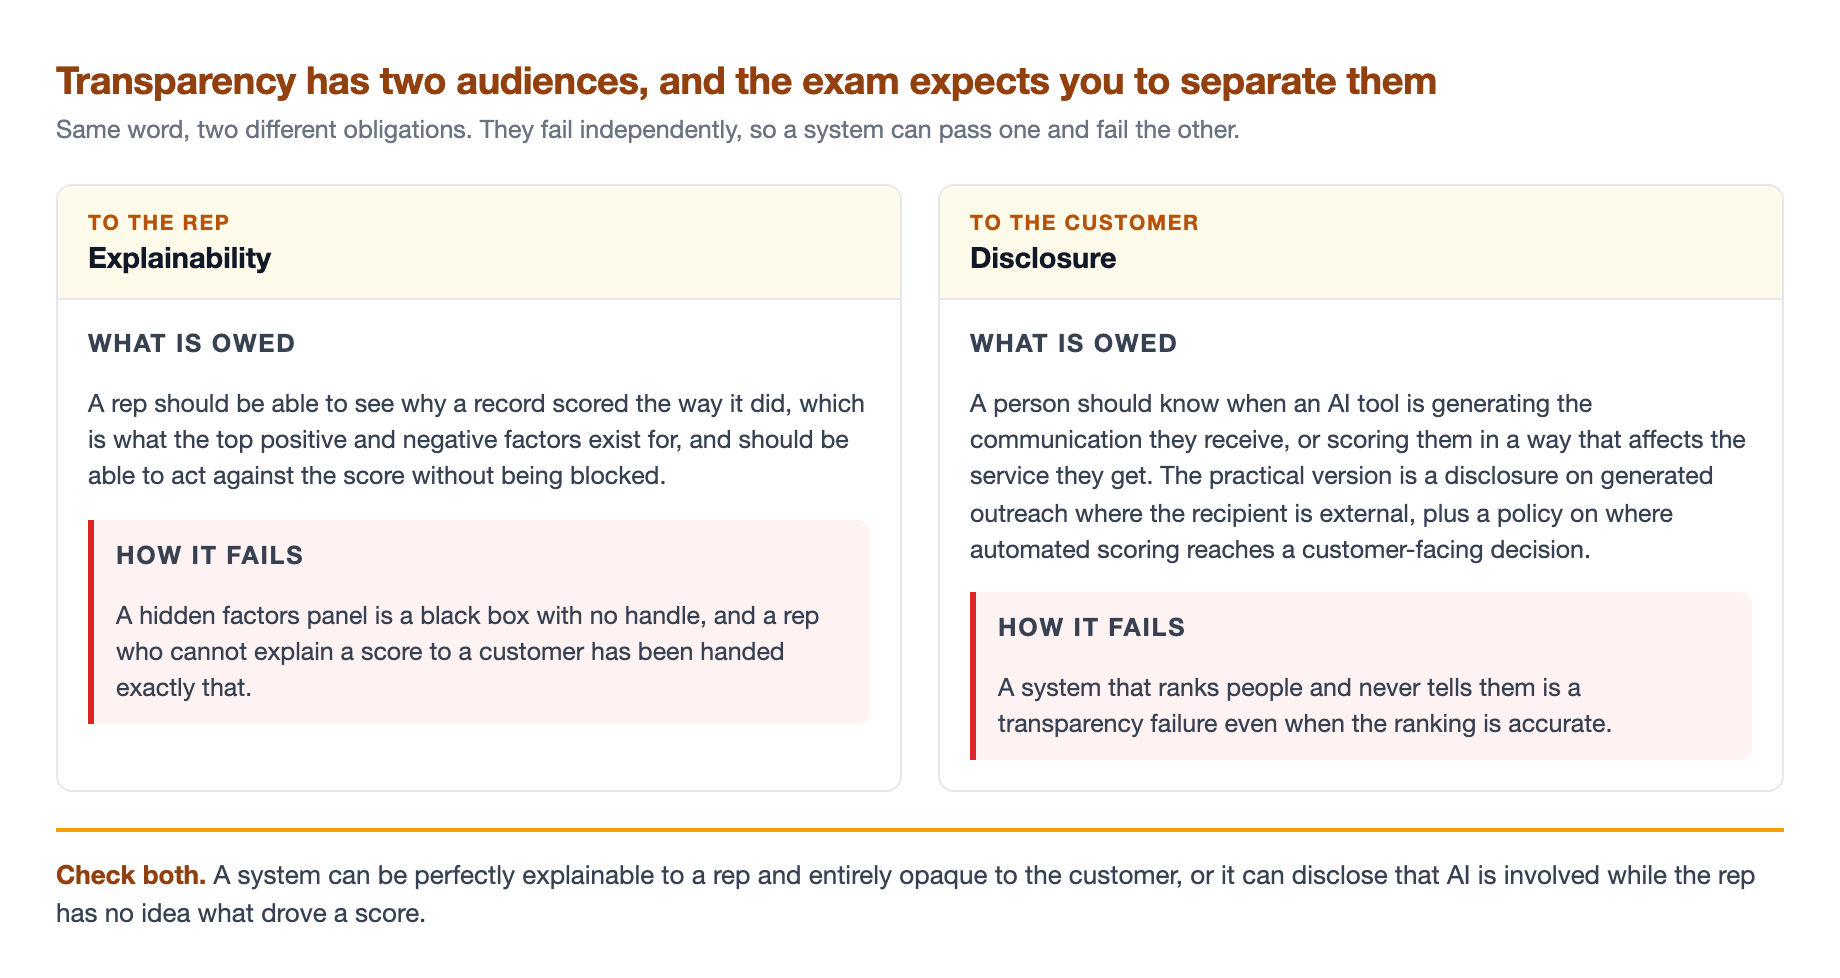 Transparency has two audiences, and the exam expects you to separate them
Same word, two different obligations. They fail independently, so a system can pass one and fail the other.
TO THE REP
Explainability
WHAT IS OWED
A rep should be able to see why a record scored the way it did, which
is what the top positive and negative factors exist for, and should be
able to act against the score without being blocked.
HOW IT FAILS
A hidden factors panel is a black box with no handle, and a rep
who cannot explain a score to a customer has been handed
exactly that.
TO THE CUSTOMER
Disclosure
WHAT IS OWED
A person should know when an AI tool is generating the
communication they receive, or scoring them in a way that affects the
service they get. The practical version is a disclosure on generated
outreach where the recipient is external, plus a policy on where
automated scoring reaches a customer-facing decision.
HOW IT FAILS
A system that ranks people and never tells them is a
transparency failure even when the ranking is accurate.
Check both. A system can be perfectly explainable to a rep and entirely opaque to the customer, or it can disclose that AI is involved while the rep
has no idea what drove a score.